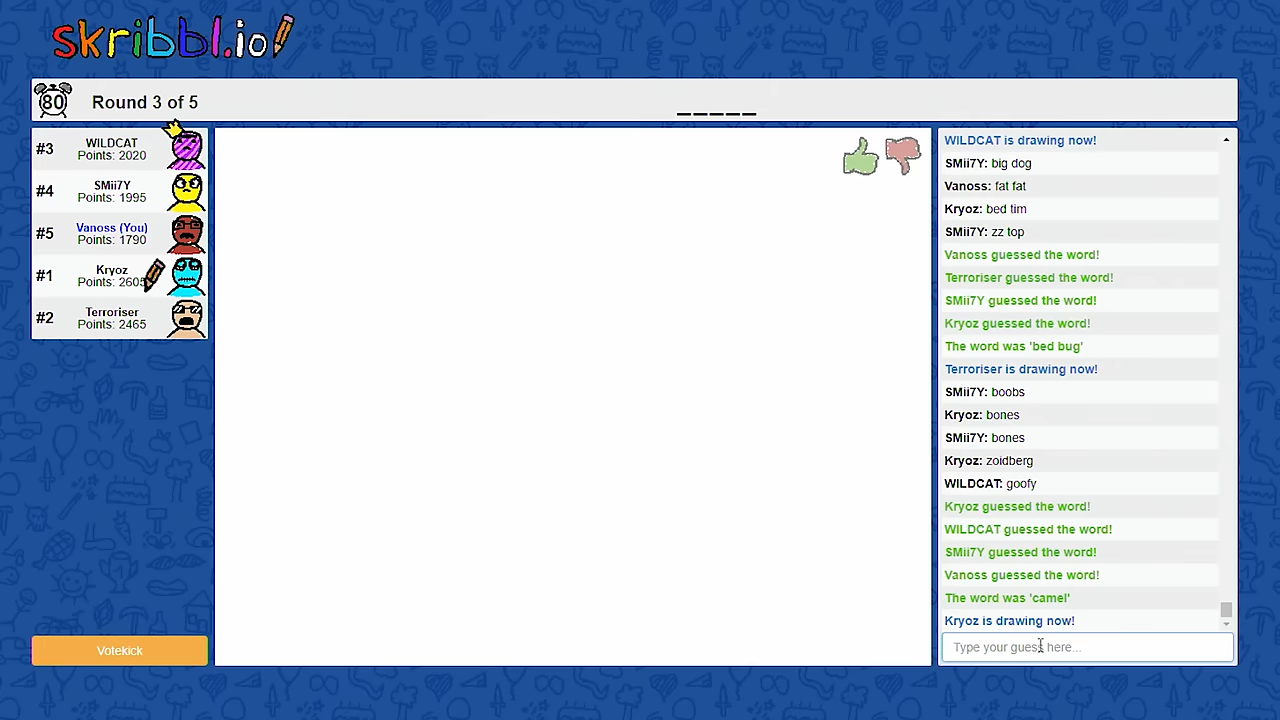 skribbl.io
80
Round 3 of 5
_____
#3
WILDCAT
Points: 2020
#4
SMii7Y
Points: 1995
#5
Vanoss (You)
Points: 1790
#1
Kryoz
Points: 2605
#2
Terroriser
Points: 2465
Votekick
WILDCAT is drawing now!
SMii7Y: big dog
Vanoss: fat fat
Kryoz: bed tim
SMii7Y: zz top
Vanoss guessed the word!
Terroriser guessed the word!
SMii7Y guessed the word!
Kryoz guessed the word!
The word was 'bed bug'
Terroriser is drawing now!
SMii7Y: boobs
Kryoz: bones
SMii7Y: bones
Kryoz: zoidberg
WILDCAT: goofy
Kryoz guessed the word!
WILDCAT guessed the word!
SMii7Y guessed the word!
Vanoss guessed the word!
The word was 'camel'
Kryoz is drawing now!
Type your guess here...